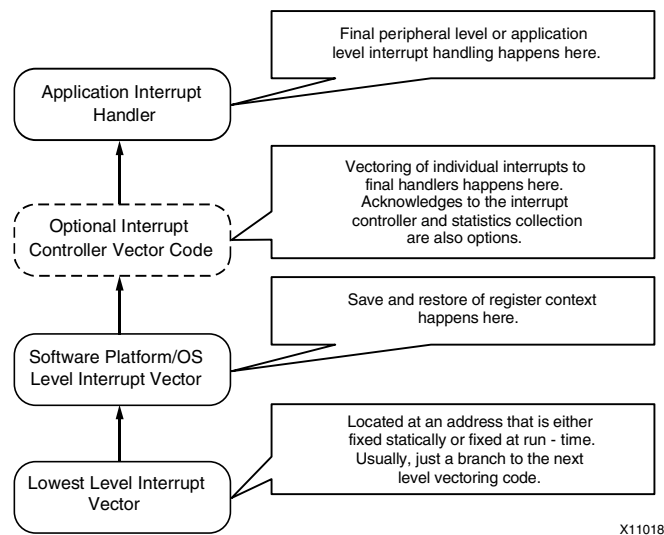 Final peripheral level or application
level interrupt handling happens here.
Application Interrupt
Handler
Vectoring of individual interrupts to
final handlers happens here.
Acknowledges to the interrupt
controller and statistics collection
are also options.
Optional Interrupt
Controller Vector Code
Save and restore of register context
happens here.
Software Platform/OS
Level Interrupt Vector
Located at an address that is either
fixed statically or fixed at run - time.
Usually, just a branch to the next
level vectoring code.
Lowest Level Interrupt
Vector
X11018